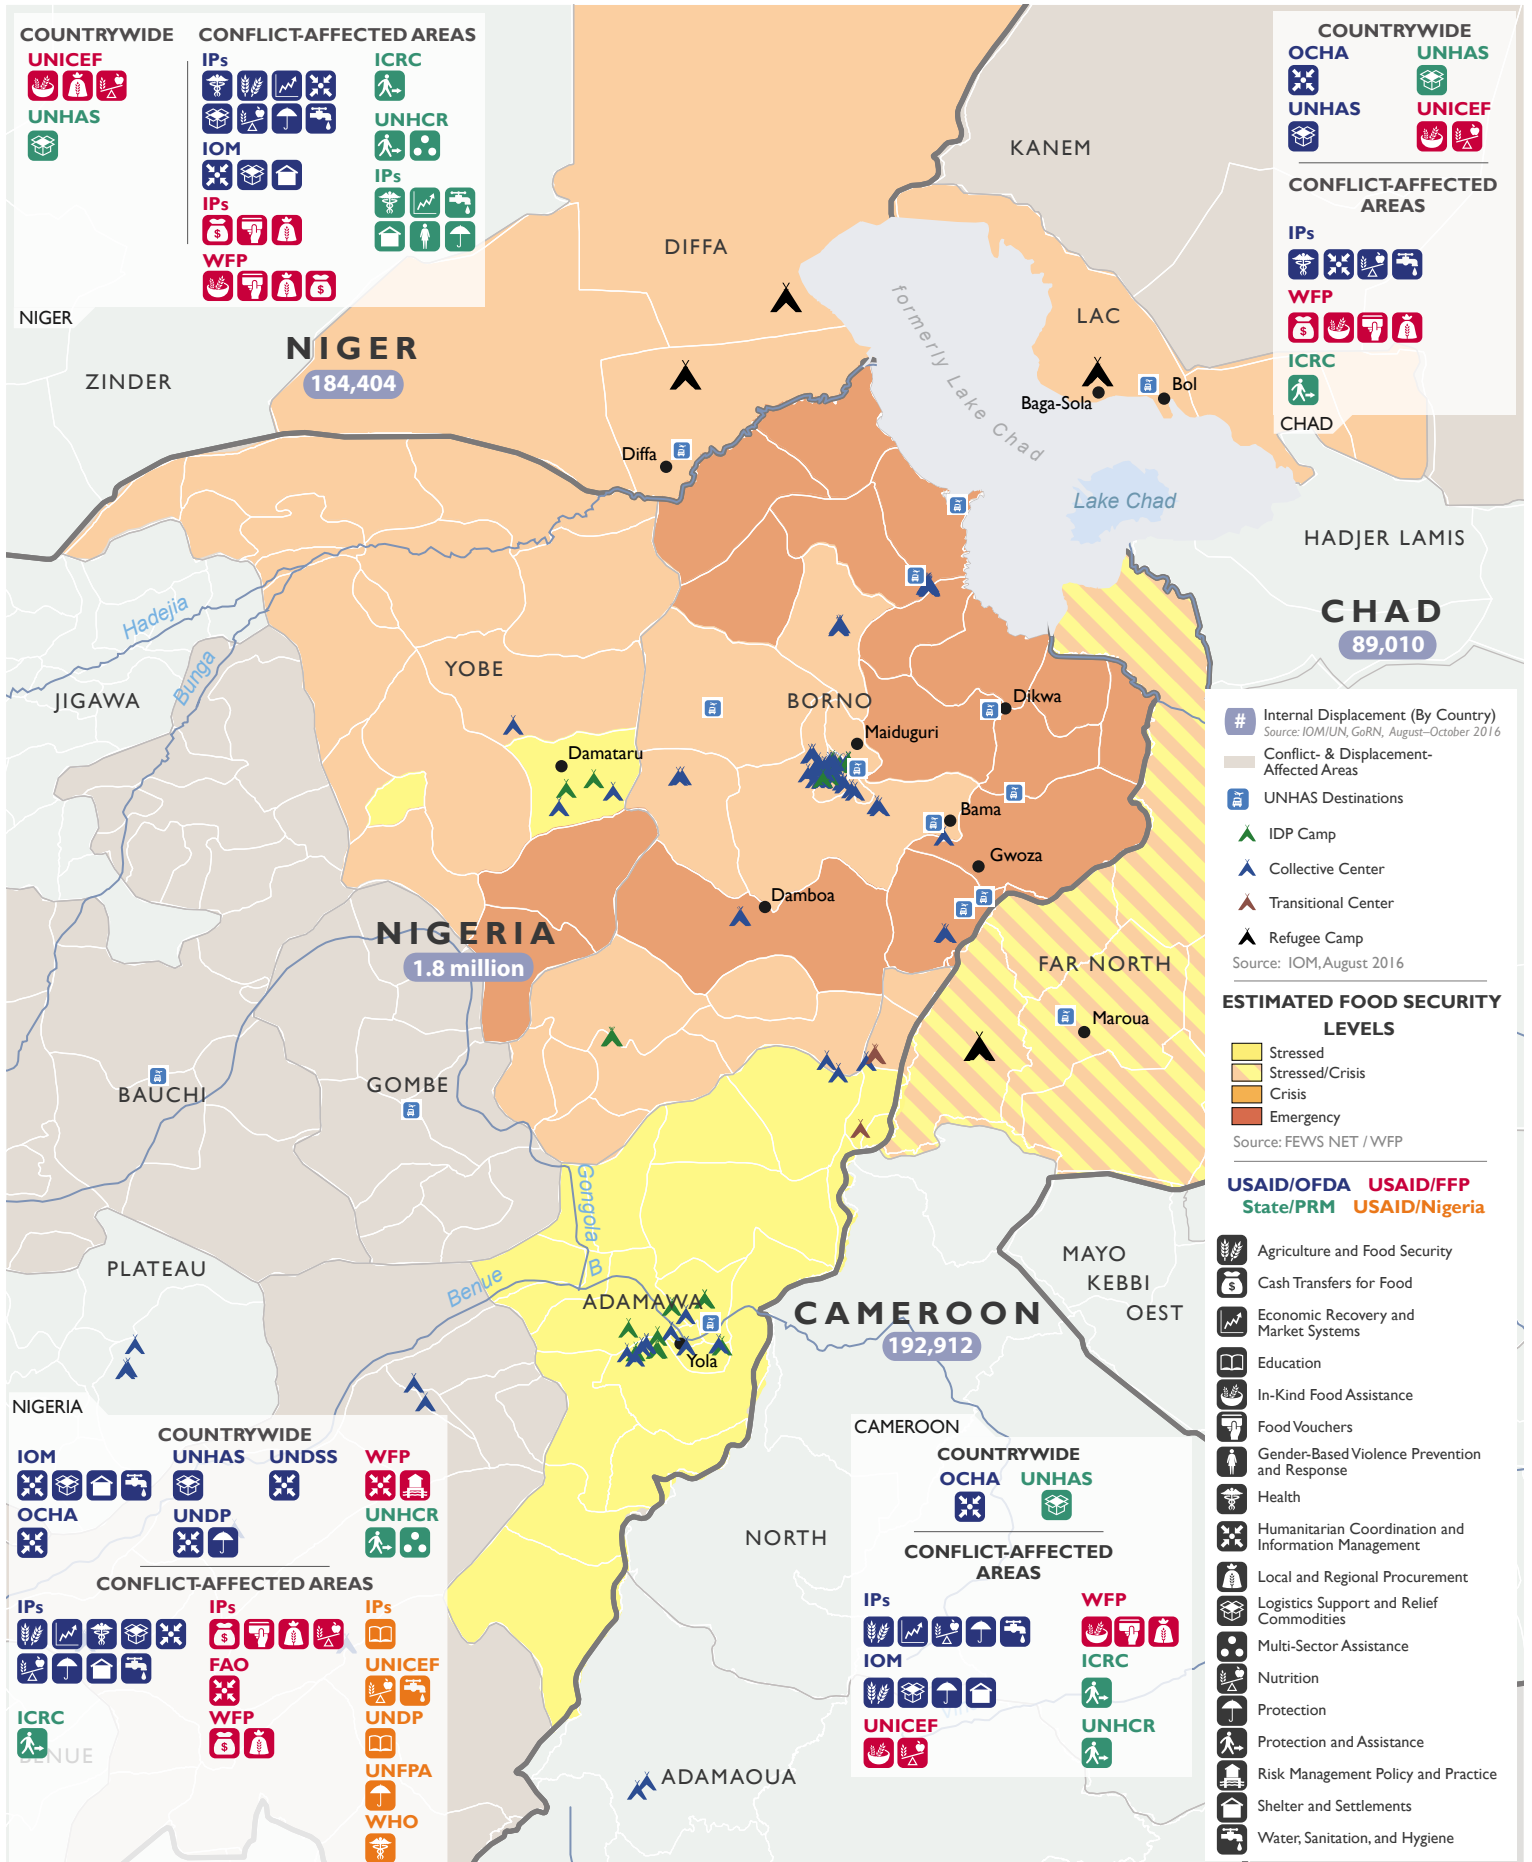 COUNTRYWIDE
UNICEF
UNHAS
CONFLICT-AFFECTED AREAS
IPs
IOM
IPs
WFP
ICRC
UNHCR
IPs
NIGER
COUNTRYWIDE
OCHA
UNHAS
UNHAS
UNICEF
CONFLICT-AFFECTED
AREAS
IPs
WFP
ICRC
CHAD
KANEM
DIFFA
LAC
formerly Lake Chad
NIGER
184,404
ZINDER
Baga-Sola
Bol
Diffa
Lake Chad
HADJER LAMIS
CHAD
89,010
Hadejia
Bunga
JIGAWA
YOBE
BORNO
Dikwa
Maiduguri
Damataru
Bama
Gwoza
Damboa
NIGERIA
1.8 million
FAR NORTH
Maroua
BAUCHI
GOMBE
Gongola
B
Benue
PLATEAU
ADAMAWA
Yola
MAYO
KEBBI
OEST
CAMEROON
192,912
NORTH
ADAMAOUA
BENUE
# Internal Displacement (By Country)
Source: IOM/UN, GoRN, August–October 2016
Conflict- & Displacement-
Affected Areas
UNHAS Destinations
IDP Camp
Collective Center
Transitional Center
Refugee Camp
Source: IOM, August 2016
ESTIMATED FOOD SECURITY
LEVELS
Stressed
Stressed/Crisis
Crisis
Emergency
Source: FEWS NET / WFP
USAID/OFDA USAID/FFP
State/PRM USAID/Nigeria
Agriculture and Food Security
Cash Transfers for Food
Economic Recovery and
Market Systems
Education
In-Kind Food Assistance
Food Vouchers
Gender-Based Violence Prevention
and Response
Health
Humanitarian Coordination and
Information Management
Local and Regional Procurement
Logistics Support and Relief
Commodities
Multi-Sector Assistance
Nutrition
Protection
Protection and Assistance
Risk Management Policy and Practice
Shelter and Settlements
Water, Sanitation, and Hygiene
NIGERIA
COUNTRYWIDE
IOM
UNHAS
UNDSS
WFP
OCHA
UNDP
UNHCR
CONFLICT-AFFECTED AREAS
IPs
IPs
IPs
FAO
UNICEF
ICRC
WFP
UNDP
UNFPA
WHO
CAMEROON
COUNTRYWIDE
OCHA
UNHAS
CONFLICT-AFFECTED
AREAS
IPs
WFP
IOM
ICRC
UNICEF
UNHCR